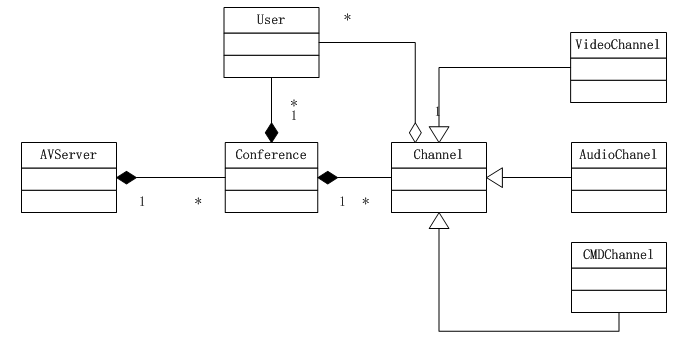 User
*
VideoChannel
*
1
1
AVServer
Conference
Channel
AudioChanel
1
*
1
*
CMDChannel